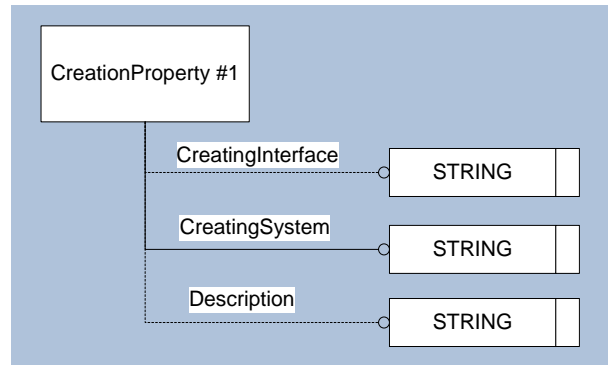 CreationProperty #1
CreatingInterface
STRING
CreatingSystem
STRING
Description
STRING